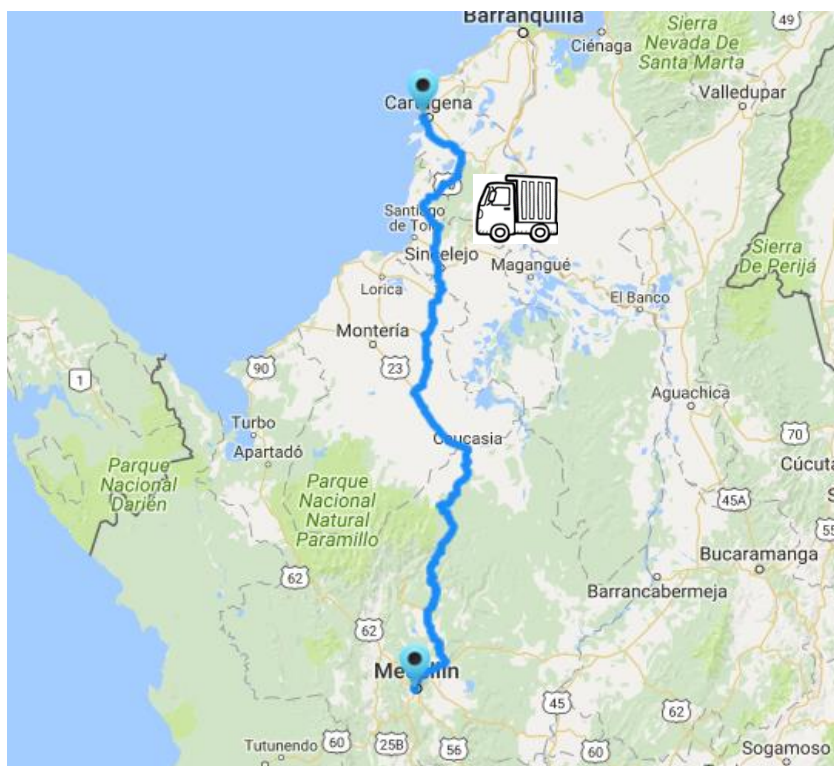 Barranquilla
Ciénaga
Sierra
Nevada De
Santa Marta
49
Cartagena
Valledupar
Santiago
de Tolú
Sincelejo
Magangué
Sierra
De Perijá
Lorica
El Banco
Montería
90
23
1
Aguachica
Turbo
Caucasia
Apartadó
70
Parque
Nacional
Darién
Parque
Nacional
Natural
Paramillo
Cúcuta
45A
55
Bucaramanga
62
Barrancabermeja
62
Medellín
45
62
Tutunendo
60
25B
56
60
Sogamoso